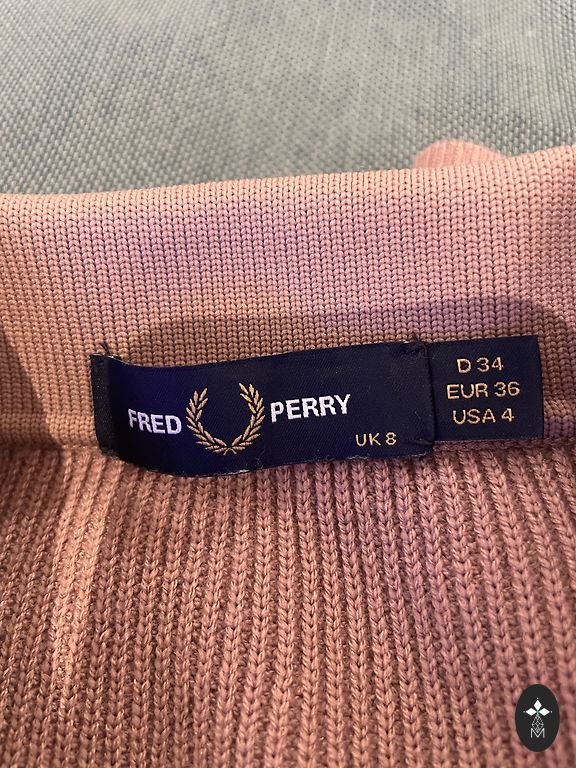 FRED PERRY
UK 8
D 34
EUR 36
USA 4
M